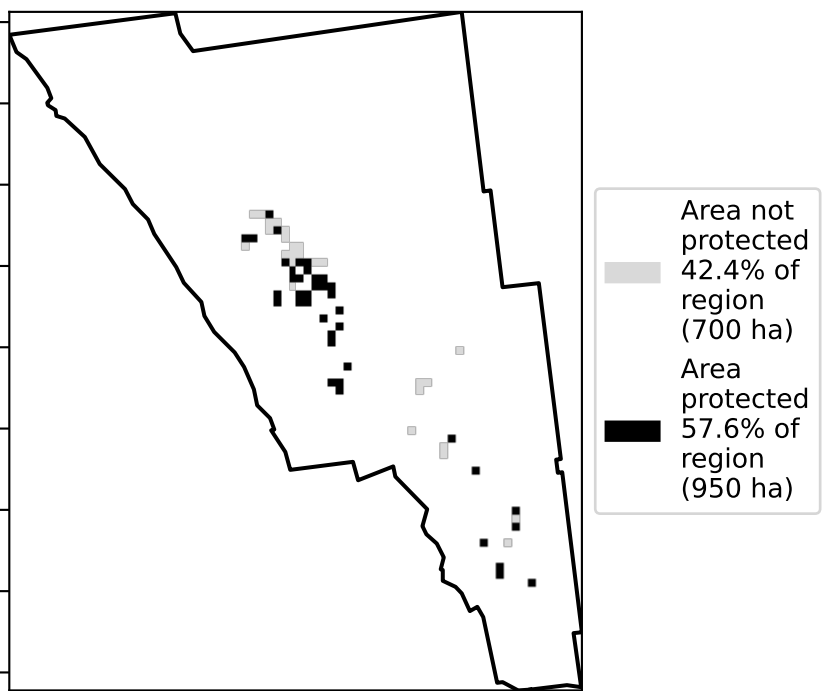 Area not
protected
42.4% of
region
(700 ha)
Area
protected
57.6% of
region
(950 ha)